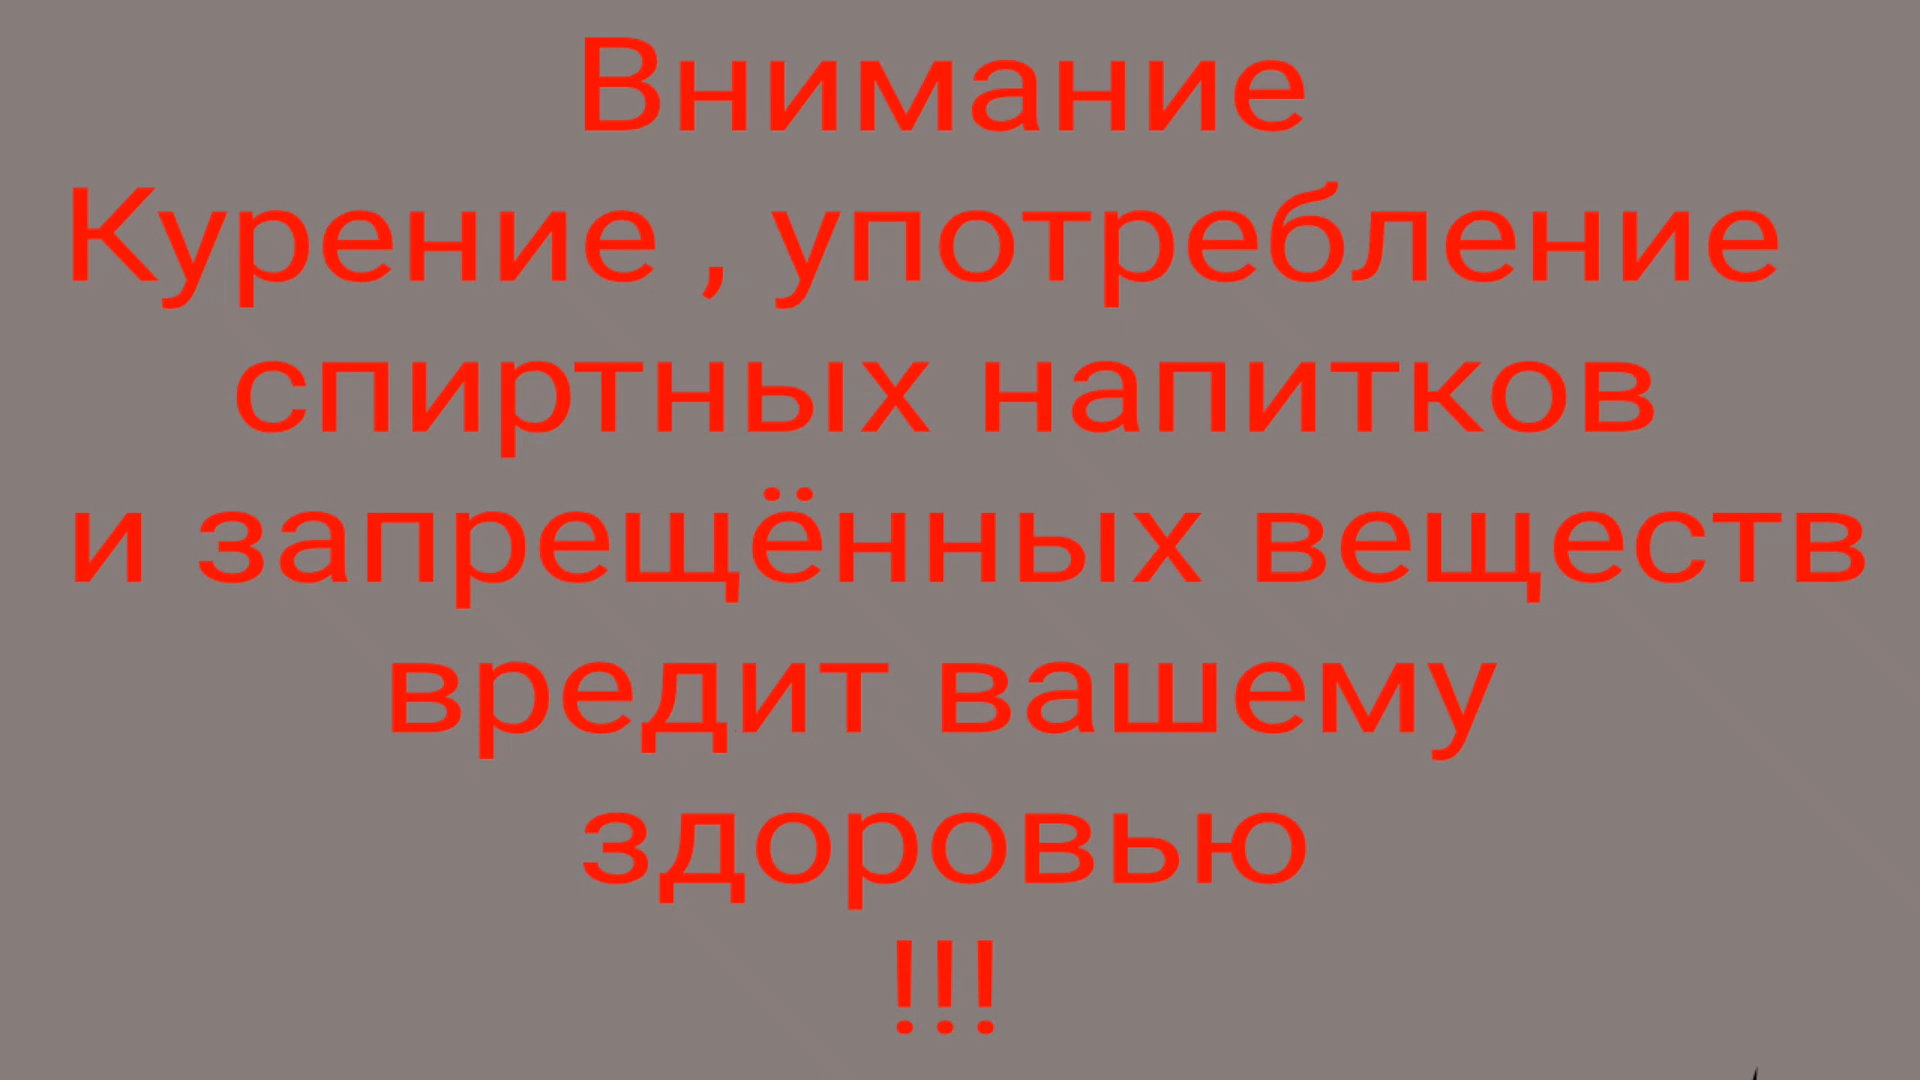 Внимание
Курение , употребление
спиртных напитков
и запрещённых веществ
вредит вашему
здоровью
!!!